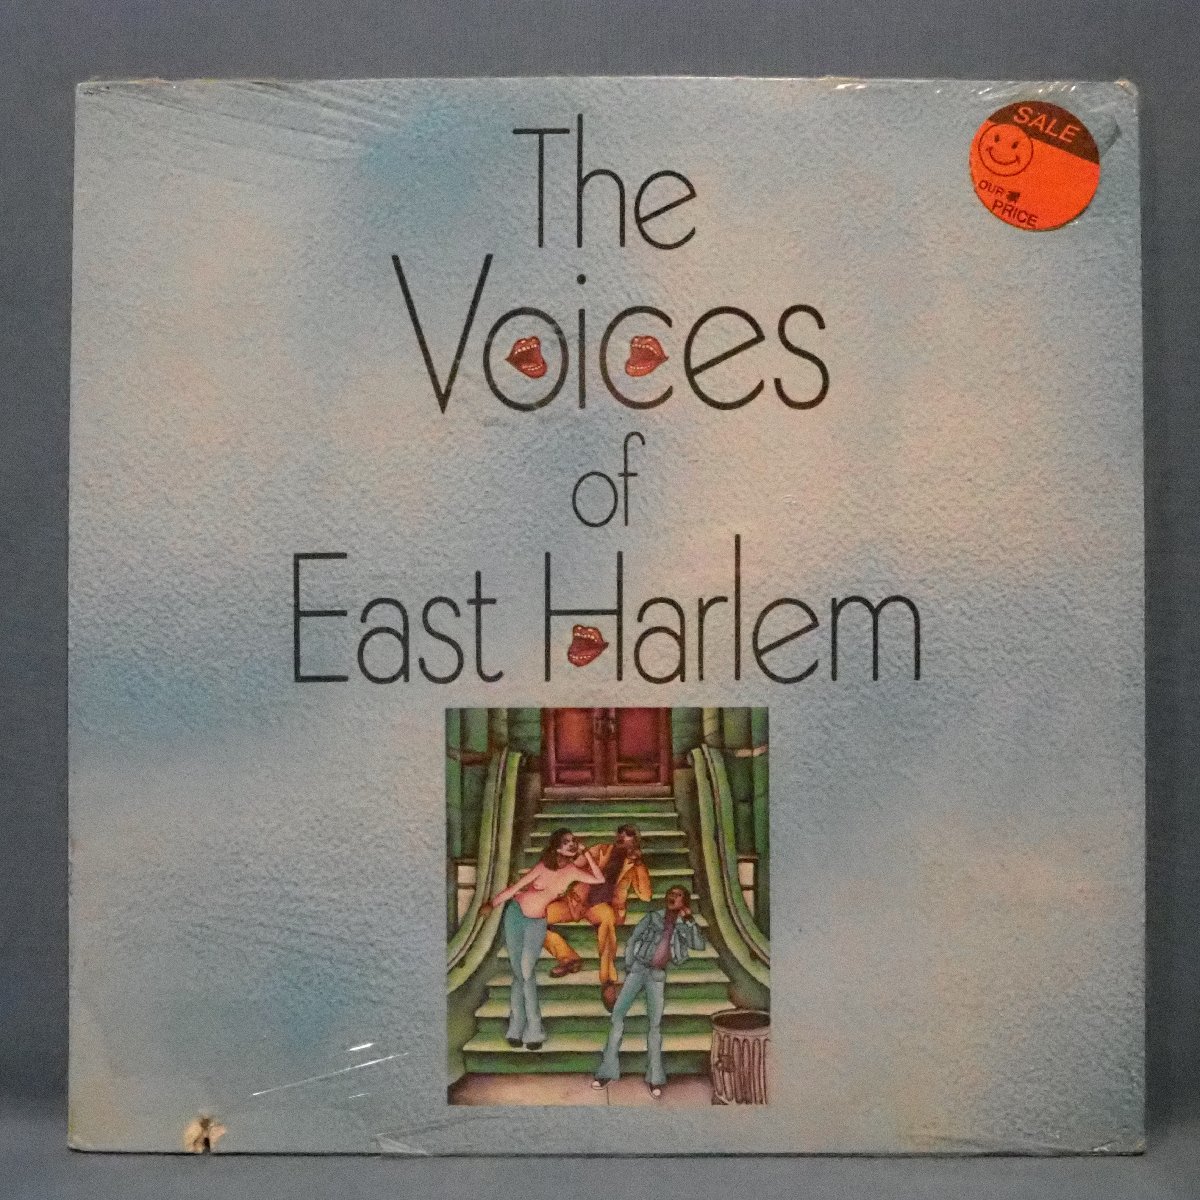 The
Voices
of
East Harlem
SALE
OUR
PRICE